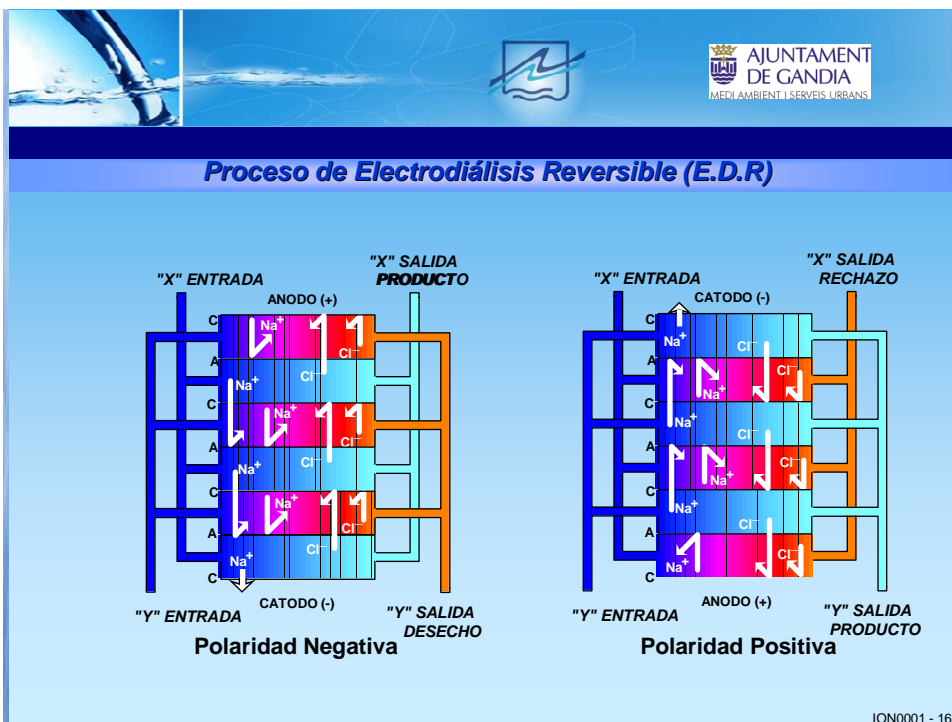 AJUNTAMENT
DE GANDIA
MEDI AMBIENT I SERVEIS URBANS
Proceso de Electrodiálisis Reversible (E.D.R)
"X" ENTRADA
"X" SALIDA
PRODUCTO
ANODO (+)
C
Na+
Cl−
A
Cl−
Na+
C
Na+
Cl−
A
Cl−
Na+
C
Na+
Cl−
A
Cl−
Na+
C
CATODO (-)
"Y" ENTRADA
"Y" SALIDA
DESECHO
Polaridad Negativa
"X" ENTRADA
"X" SALIDA
RECHAZO
CATODO (-)
C
Na+
Cl−
A
Cl−
Na+
C
Na+
Cl−
A
Cl−
Na+
C
Na+
Cl−
A
Cl−
Na+
C
ANODO (+)
"Y" ENTRADA
"Y" SALIDA
PRODUCTO
Polaridad Positiva
ION0001 - 16